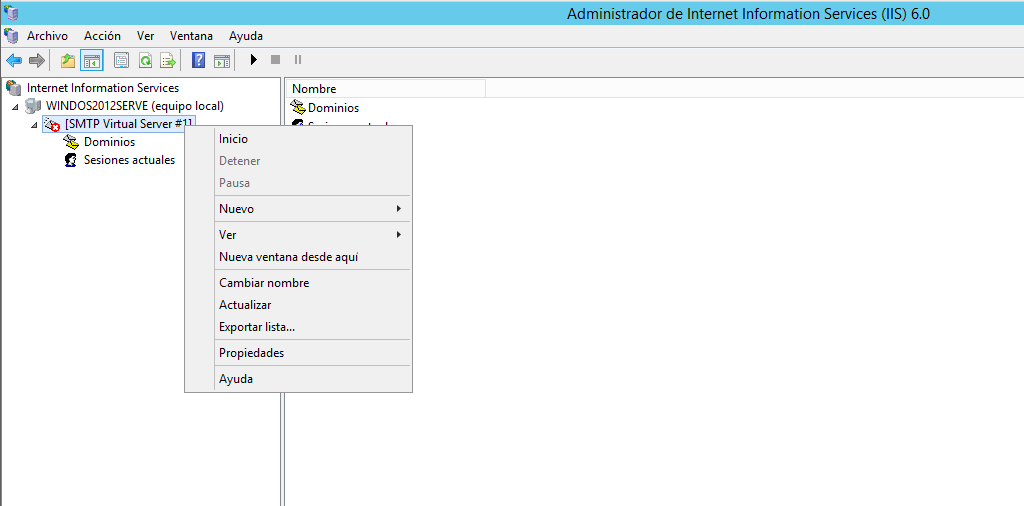 Administrador de Internet Information Services (IIS) 6.0
Archivo Acción Ver Ventana Ayuda
Internet Information Services
WINDOS2012SERVE (equipo local)
[SMTP Virtual Server #1]
Dominios
Sesiones actuales
Nombre
Dominios
Inicio
Detener
Pausa
Nuevo
Ver
Nueva ventana desde aquí
Cambiar nombre
Actualizar
Exportar lista...
Propiedades
Ayuda